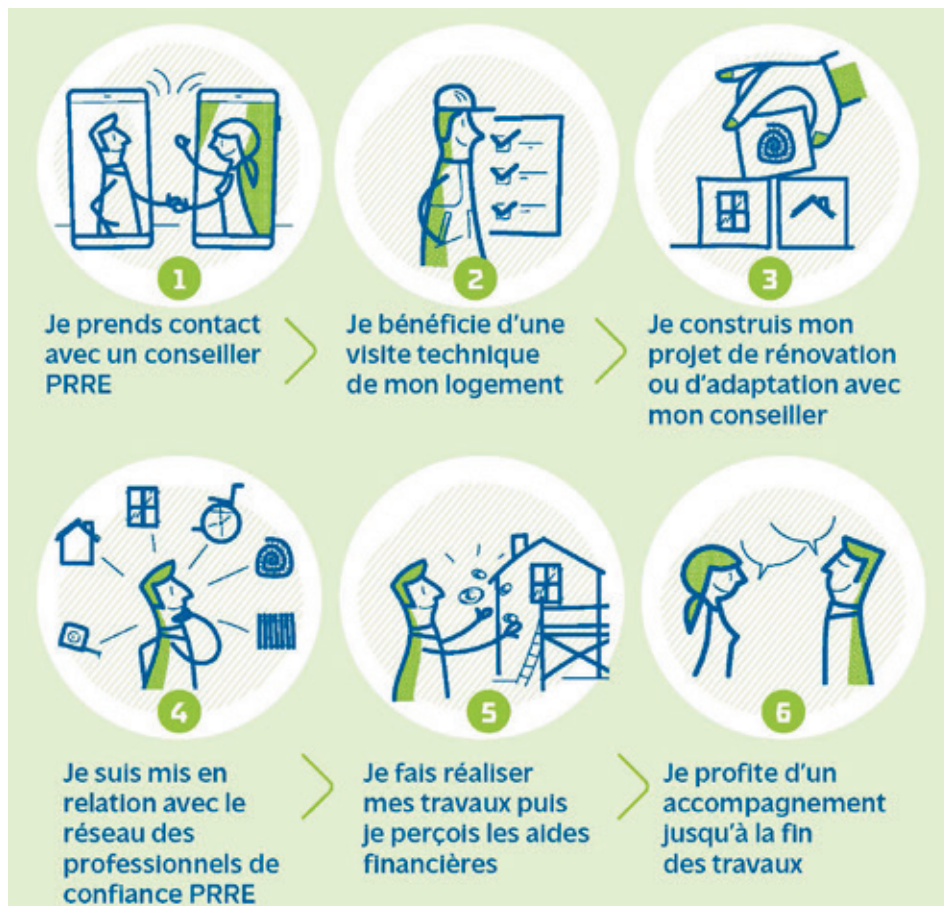 1
Je prends contact
avec un conseiller
PRRE
2
Je bénéficie d'une
visite technique
de mon logement
3
Je construis mon
projet de rénovation
ou d'adaptation avec
mon conseiller
4
Je suis mis en
relation avec le
réseau des
professionnels de
confiance PRRE
5
Je fais réaliser
mes travaux puis
je perçois les aides
financières
6
Je profite d'un
accompagnement
jusqu'à la fin
des travaux